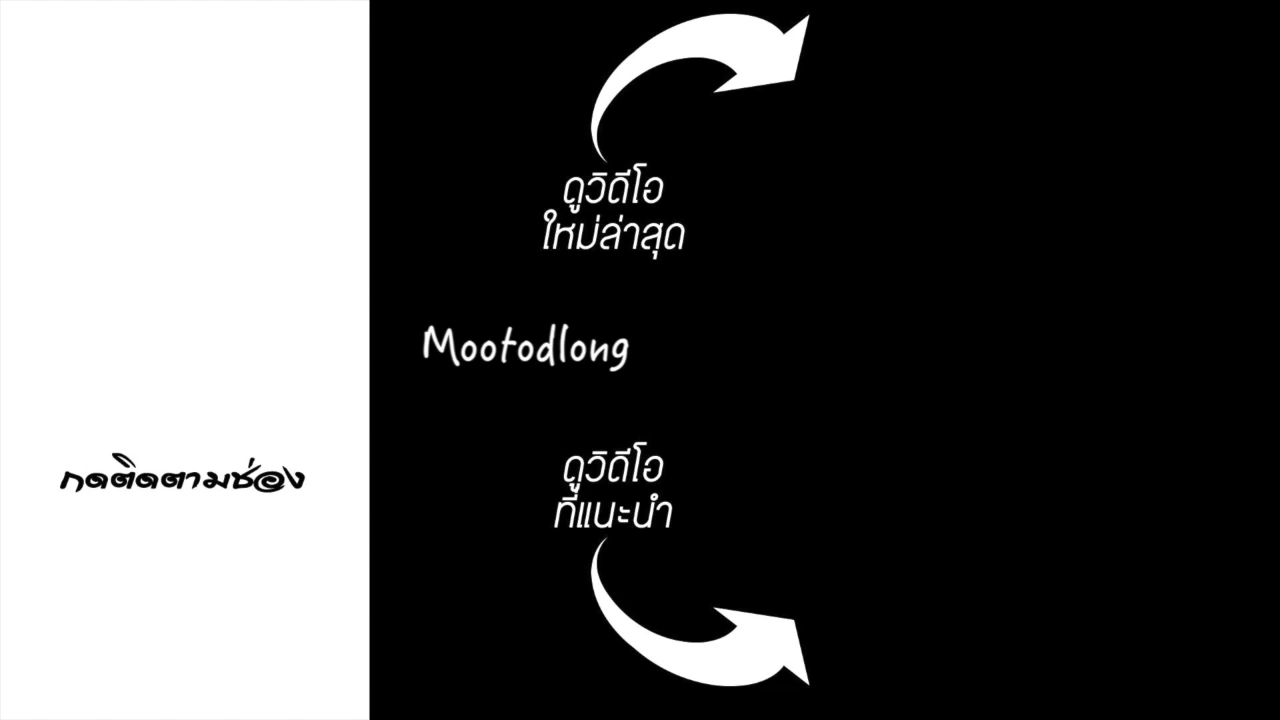 ดูวิดีโอ
ใหม่ล่าสุด
Mootodlong
กดติดตามช่อง
ดูวิดีโอ
ที่แนะนำ